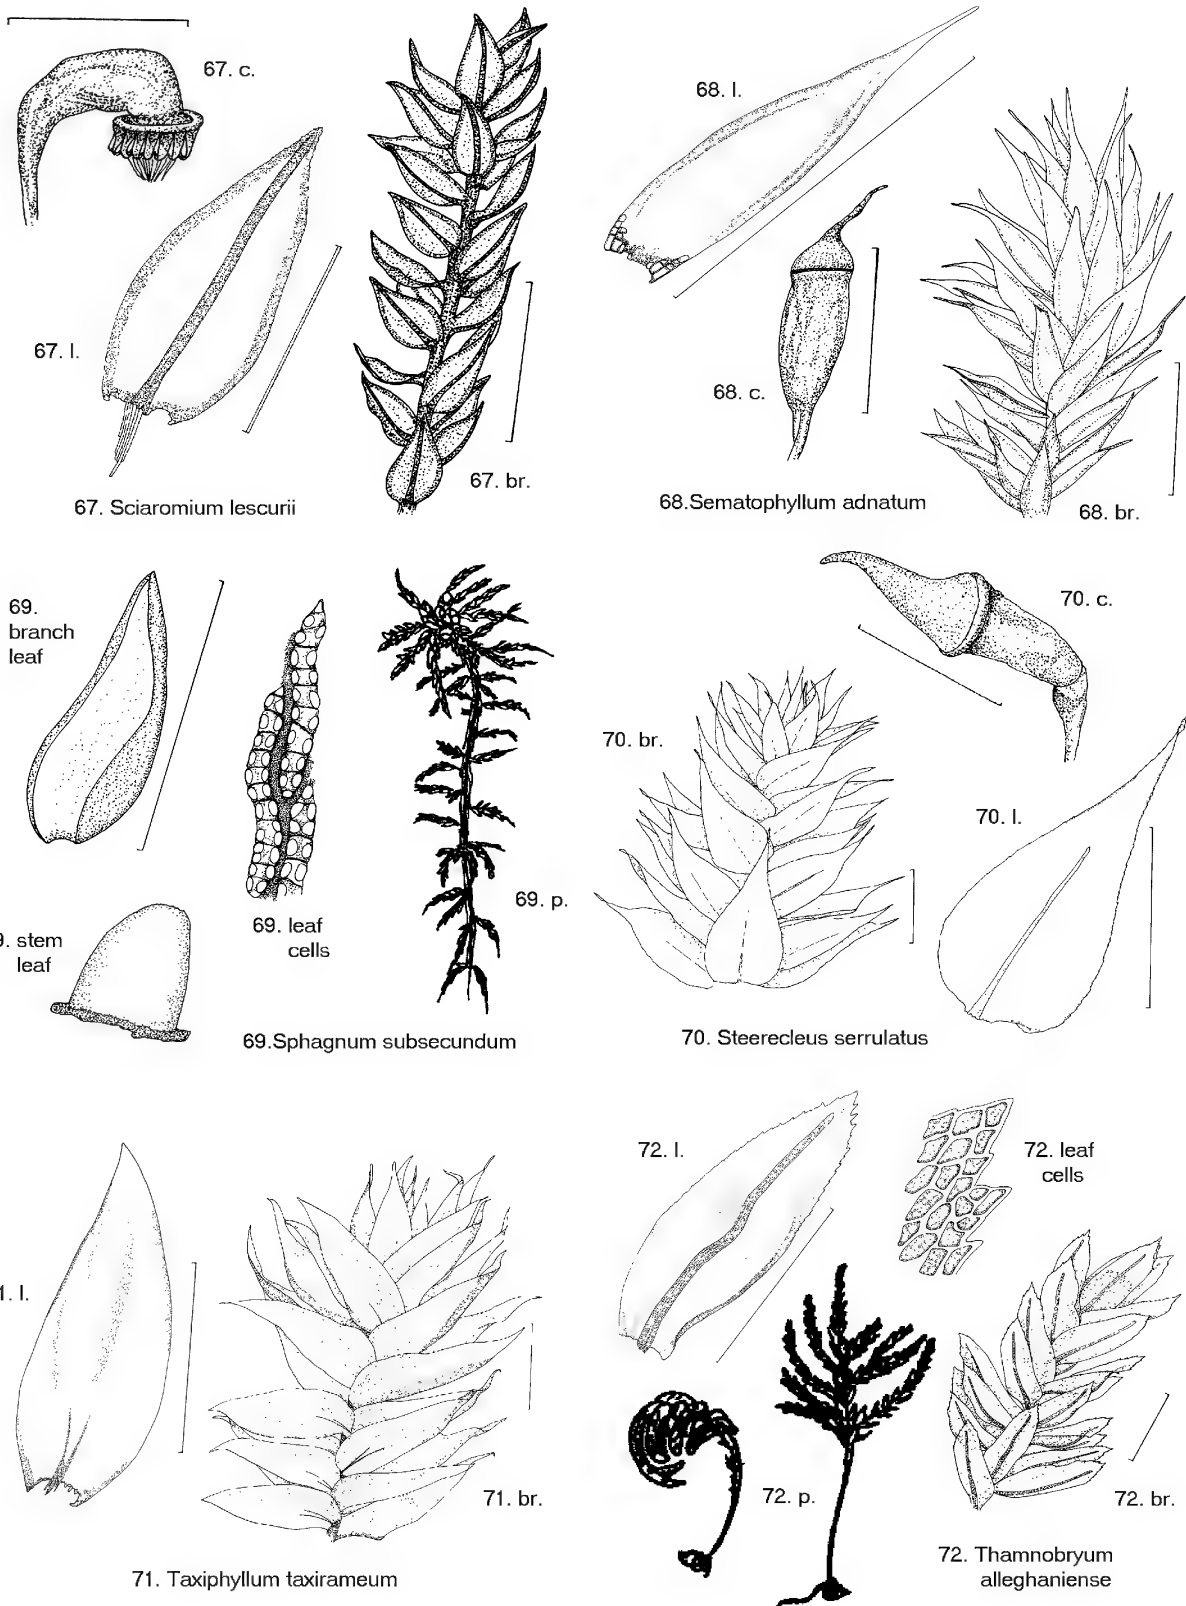 67. c.
67. l.
67. br.
67. Sciaromium lescurii
68. l.
68. c.
68. br.
68.Sematophyllum adnatum
69.
branch
leaf
69. leaf
cells
69. p.
9. stem
leaf
69.Sphagnum subsecundum
70. c.
70. br.
70. l.
70. Steerecleus serrulatus
1. l.
71. br.
71. Taxiphyllum taxirameum
72. l.
72. leaf
cells
72. p.
72. br.
72. Thamnobryum
alleghaniense